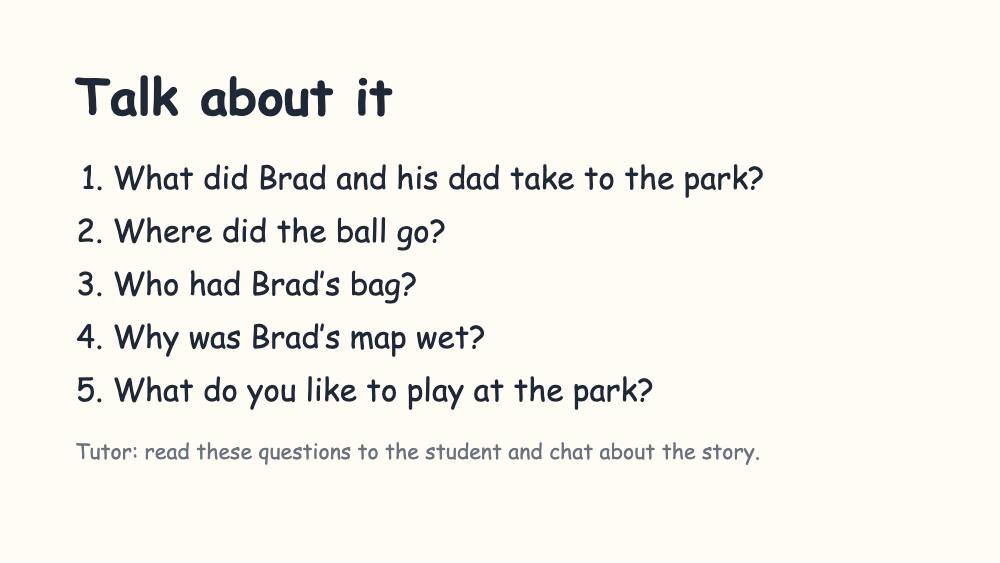 Talk about it
1. What did Brad and his dad take to the park?
2. Where did the ball go?
3. Who had Brad’s bag?
4. Why was Brad’s map wet?
5. What do you like to play at the park?
Tutor: read these questions to the student and chat about the story.